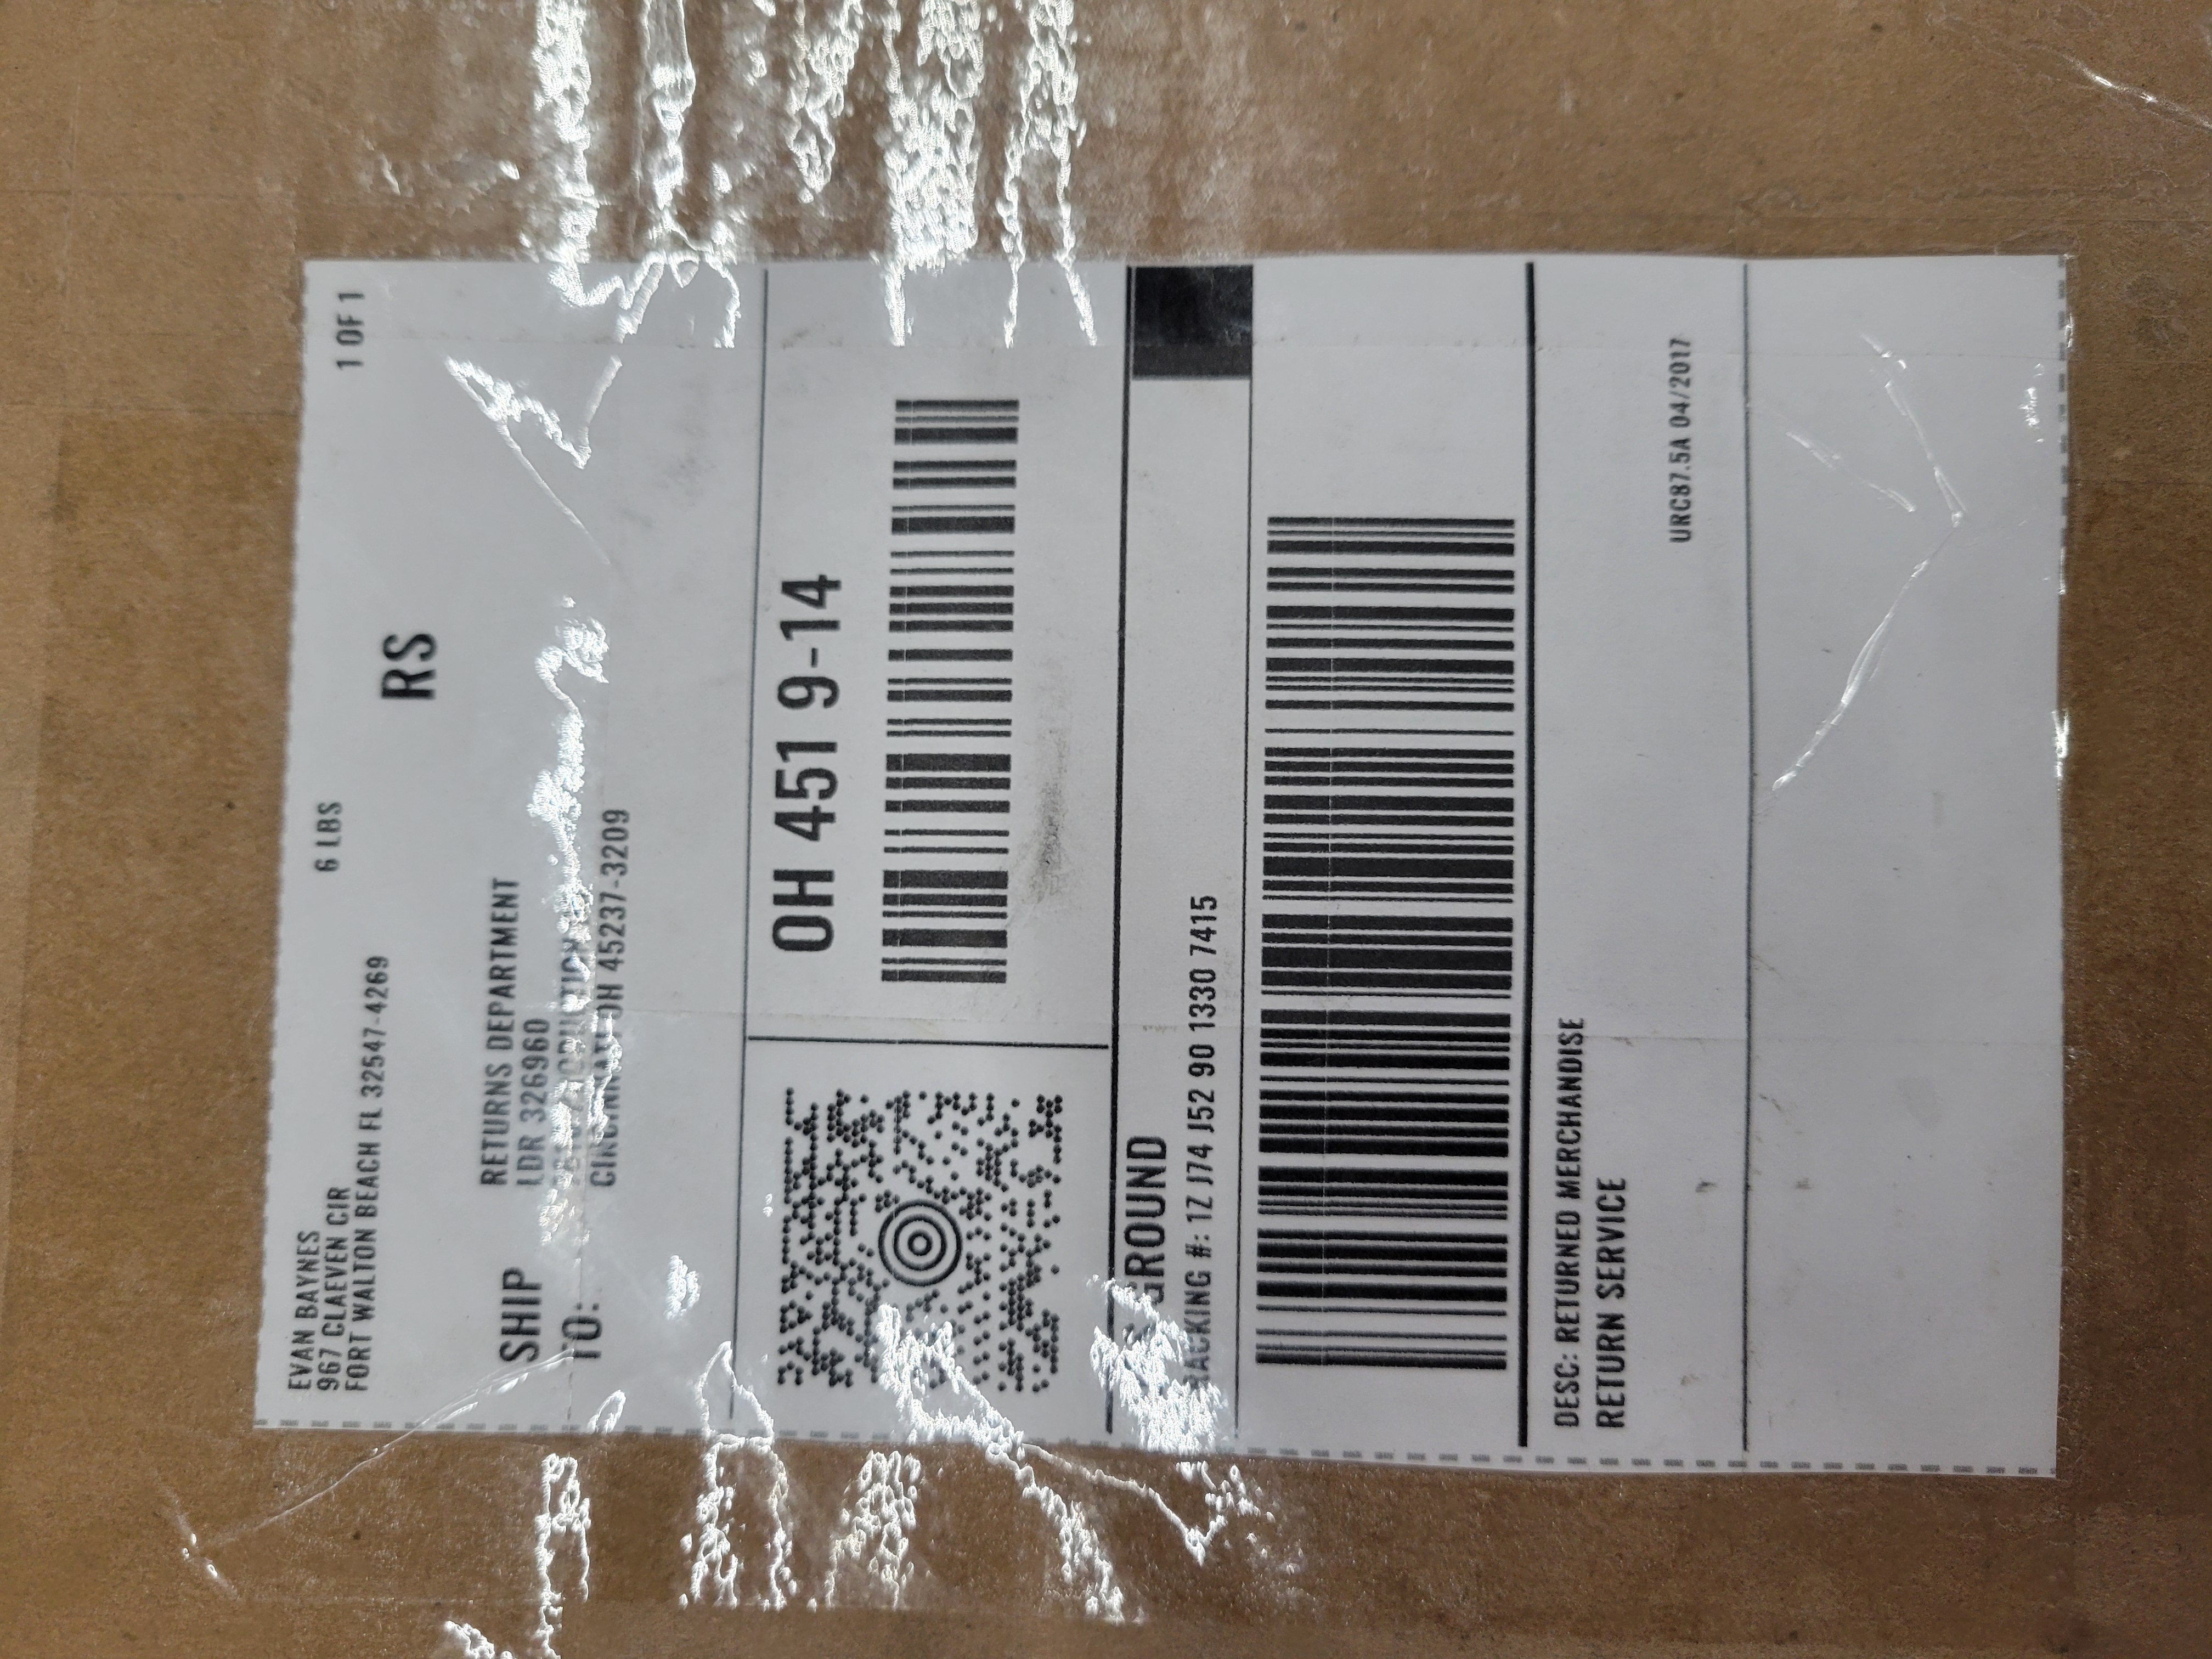 EVAN BAYNES
967 CLAEVEN CIR
FORT WALTON BEACH FL 32547-4269
6 LBS
1 OF 1
RS
SHIP
TO:
RETURNS DEPARTMENT
LDR 326960
CINCINNATI OH 45237-3209
OH 451 9-14
GROUND
TRACKING #: 1Z J74 J52 90 1330 7415
DESC: RETURNED MERCHANDISE
RETURN SERVICE
URC87.5A 04/2017